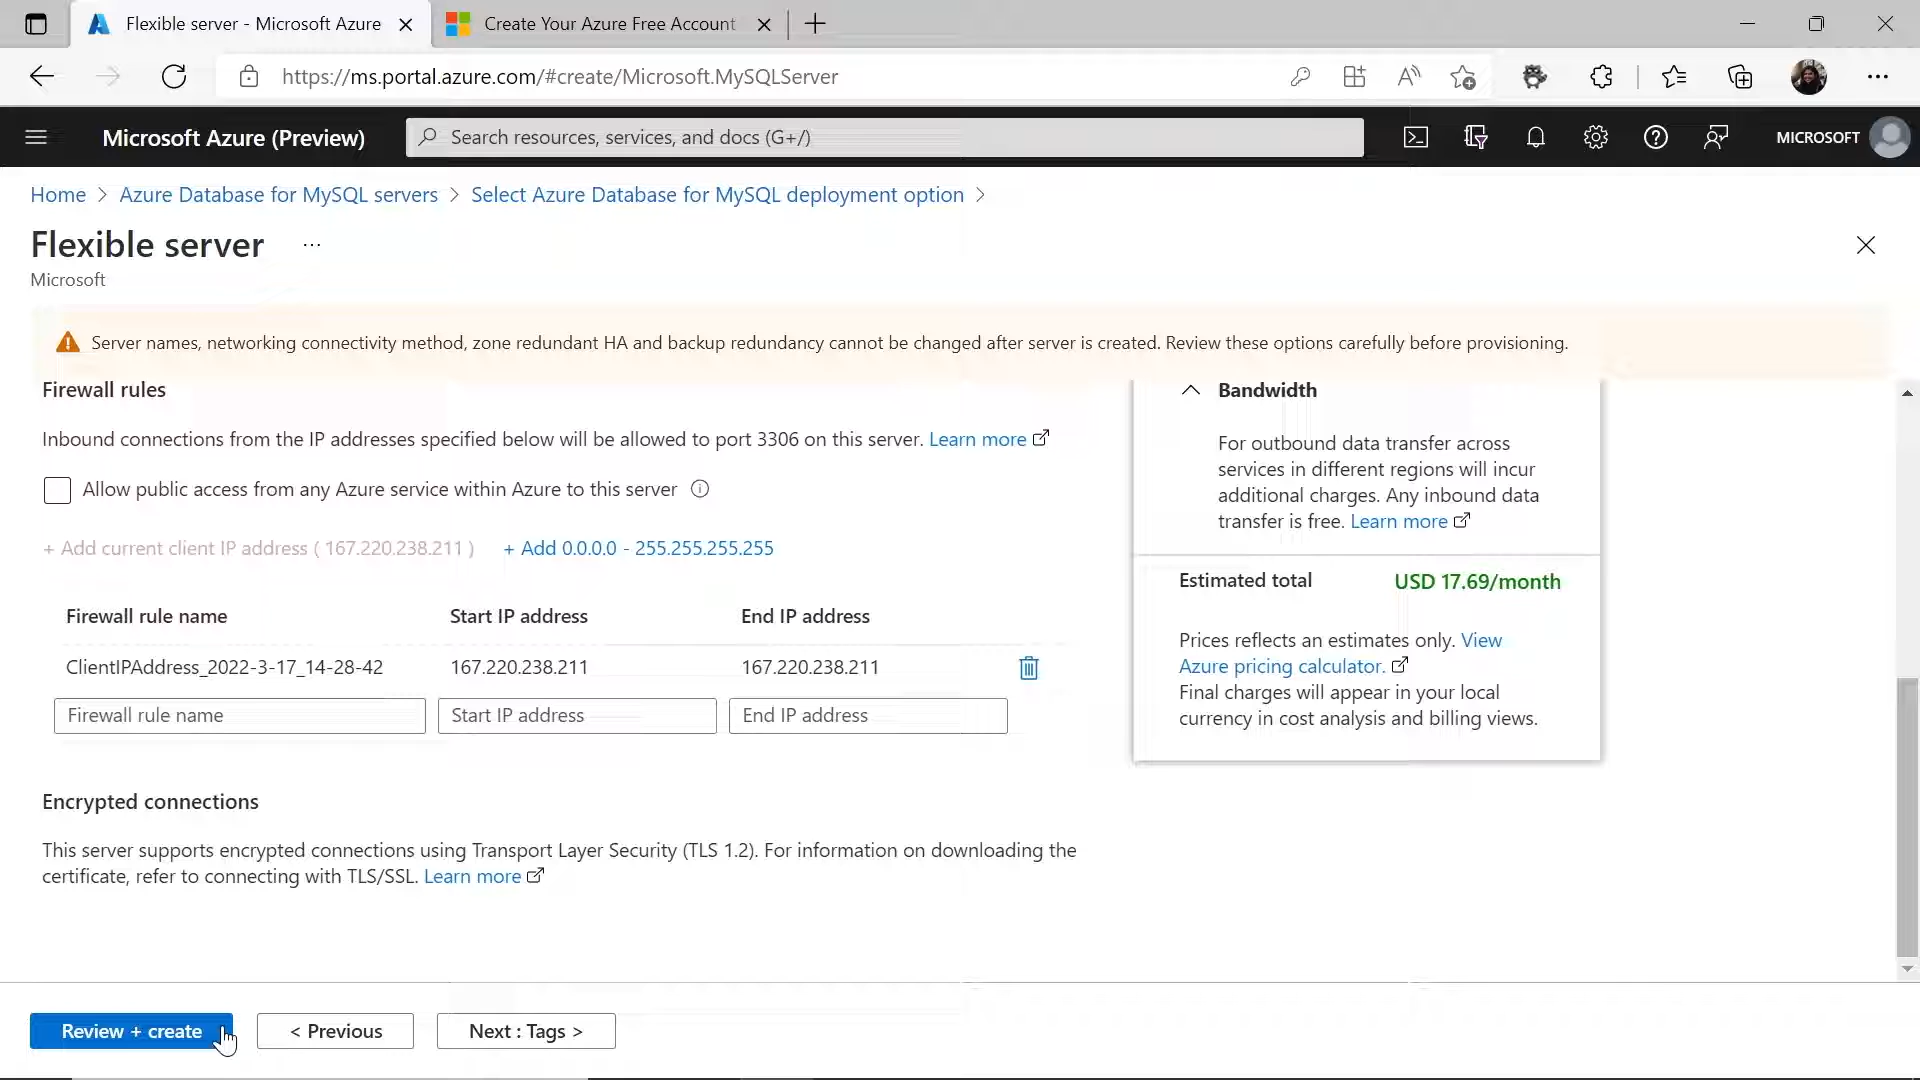 Flexible server - Microsoft Azure
Create Your Azure Free Account
https://ms.portal.azure.com/#create/Microsoft.MySQLServer
Microsoft Azure (Preview)
Search resources, services, and docs (G+/)
MICROSOFT
Home > Azure Database for MySQL servers > Select Azure Database for MySQL deployment option >
Flexible server ...
Microsoft
Server names, networking connectivity method, zone redundant HA and backup redundancy cannot be changed after server is created. Review these options carefully before provisioning.
Firewall rules
Inbound connections from the IP addresses specified below will be allowed to port 3306 on this server. Learn more
Allow public access from any Azure service within Azure to this server
+ Add current client IP address ( 167.220.238.211 )
+ Add 0.0.0.0 - 255.255.255.255
Firewall rule name
Start IP address
End IP address
ClientIPAddress_2022-3-17_14-28-42
167.220.238.211
167.220.238.211
Firewall rule name
Start IP address
End IP address
Encrypted connections
This server supports encrypted connections using Transport Layer Security (TLS 1.2). For information on downloading the
certificate, refer to connecting with TLS/SSL. Learn more
Bandwidth
For outbound data transfer across
services in different regions will incur
additional charges. Any inbound data
transfer is free. Learn more
Estimated total
USD 17.69/month
Prices reflects an estimates only. View
Azure pricing calculator.
Final charges will appear in your local
currency in cost analysis and billing views.
Review + create
< Previous
Next : Tags >